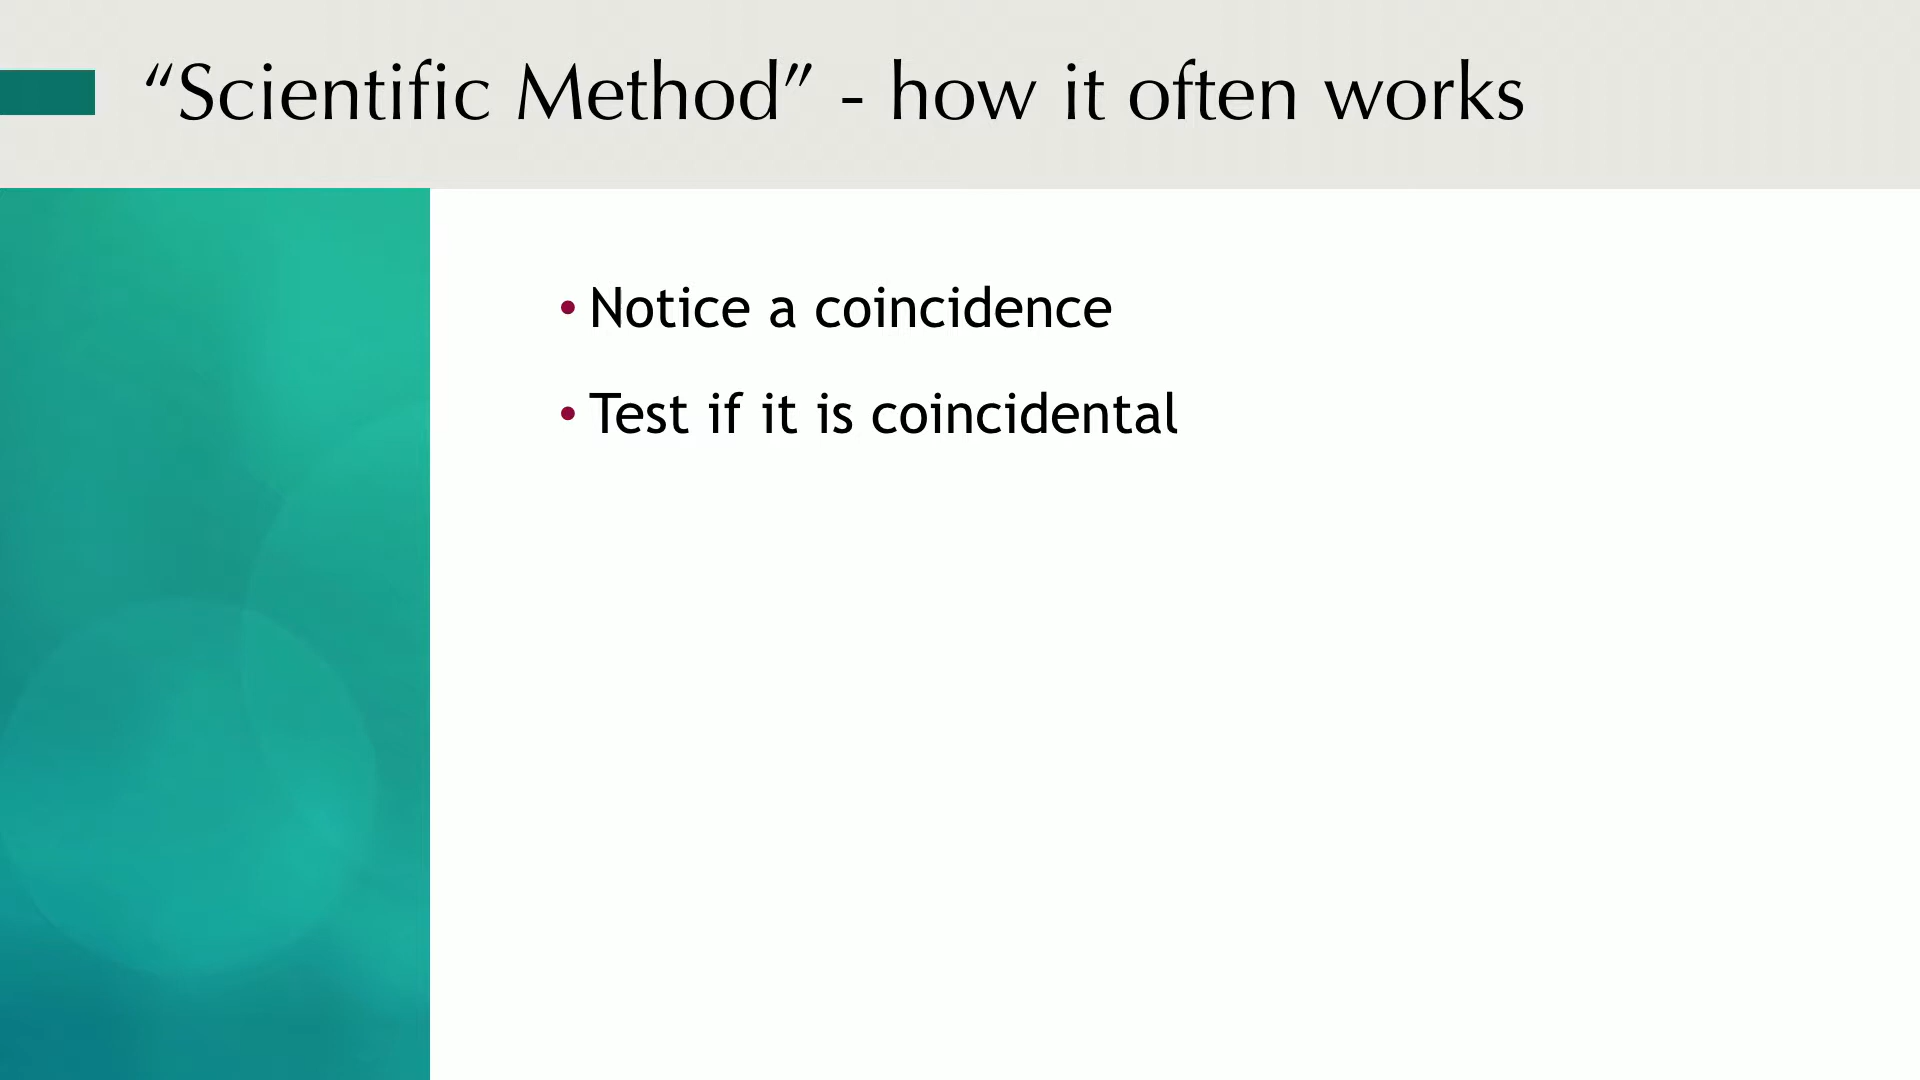 “Scientific Method” - how it often works
• Notice a coincidence
• Test if it is coincidental